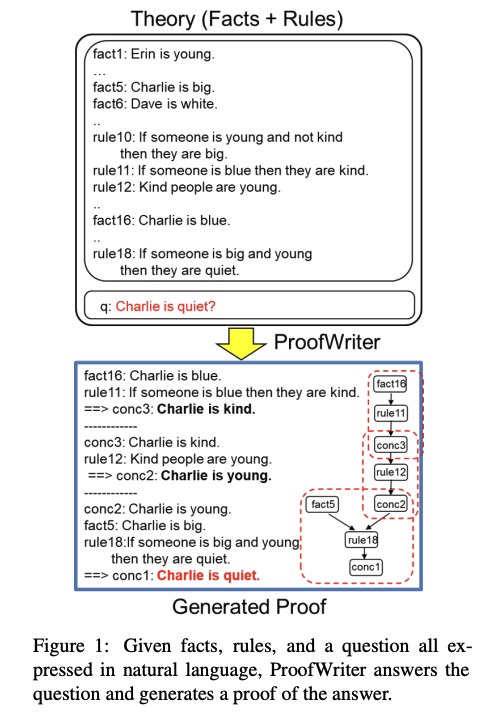 Theory (Facts + Rules)
fact1: Erin is young.
...
fact5: Charlie is big.
fact6: Dave is white.
..
rule10: If someone is young and not kind
then they are big.
rule11: If someone is blue then they are kind.
rule12: Kind people are young.
..
fact16: Charlie is blue.
..
rule18: If someone is big and young
then they are quiet.
q: Charlie is quiet?
ProofWriter
fact16: Charlie is blue.
rule11: If someone is blue then they are kind.
==> conc3: Charlie is kind.
------------
conc3: Charlie is kind.
rule12: Kind people are young.
==> conc2: Charlie is young.
------------
conc2: Charlie is young.
fact5: Charlie is big.
rule18:If someone is big and young
then they are quiet.
==> conc1: Charlie is quiet.
fact16
rule11
conc3
rule12
fact5
conc2
rule18
conc1
Generated Proof
Figure 1: Given facts, rules, and a question all ex-
pressed in natural language, ProofWriter answers the
question and generates a proof of the answer.